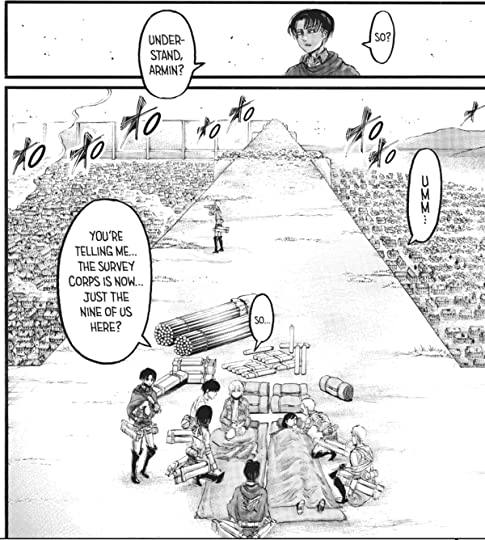 SO?
UNDER-
STAND,
ARMIN?
UMM...
YOU'RE
TELLING ME...
THE SURVEY
CORPS IS NOW...
JUST THE
NINE OF US
HERE?
SO...